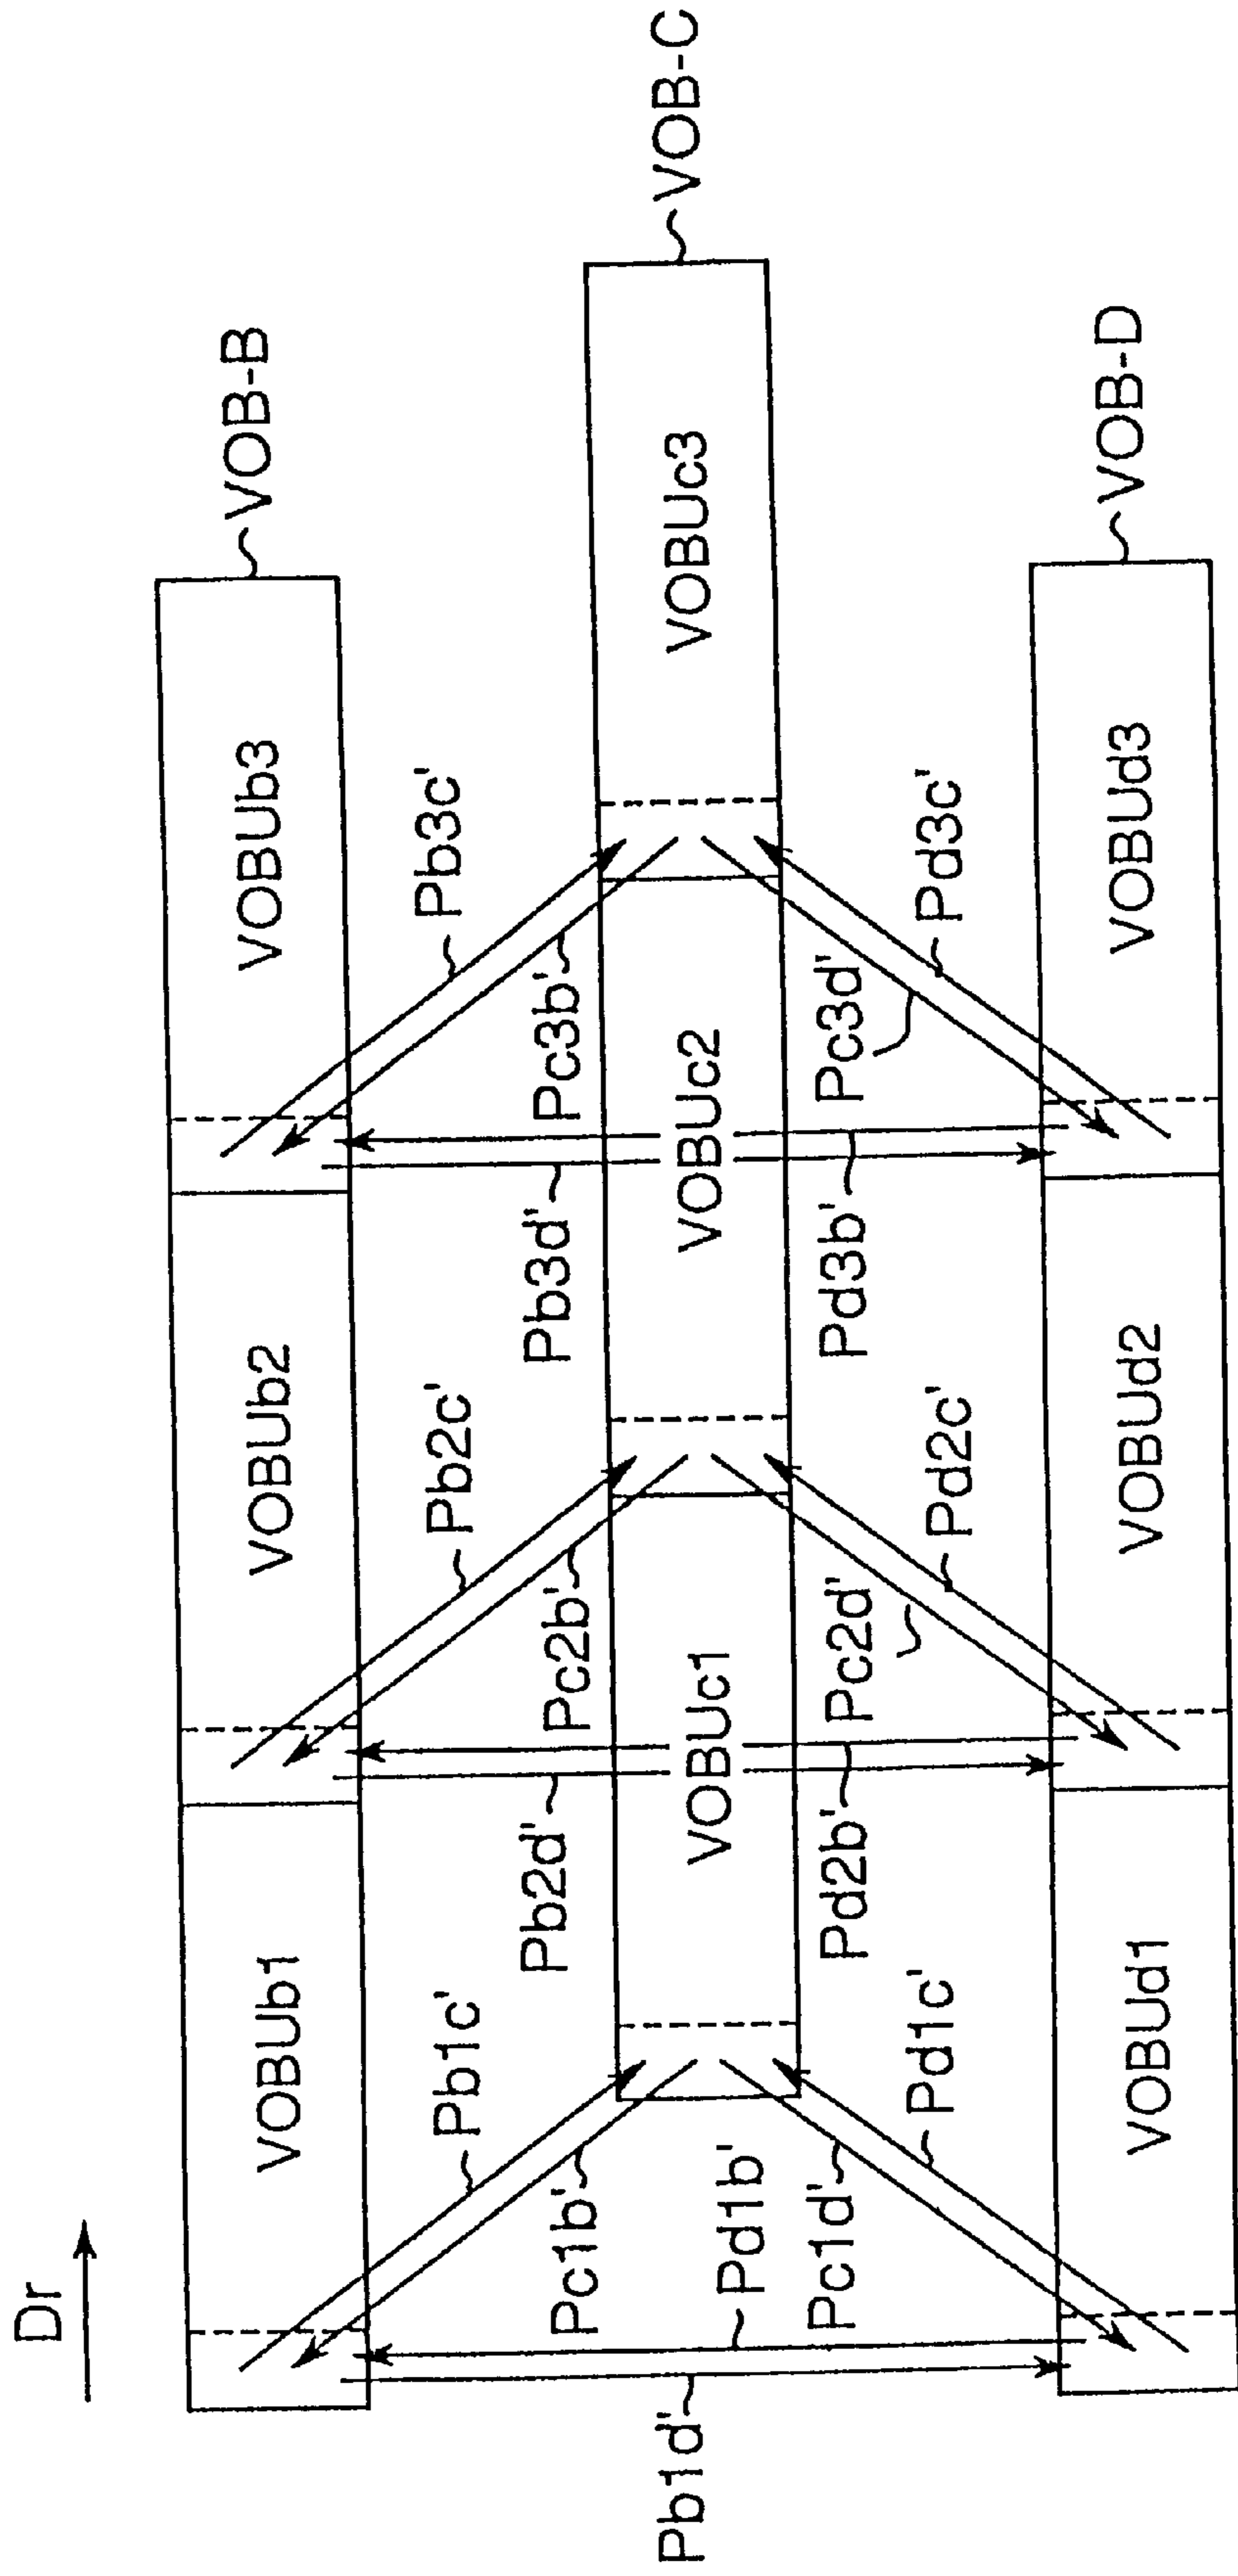 Dr
VOBUb1
VOBUb2
VOBUb3
VOB-B
Pb1c'
Pb2c'
Pb3c'
Pc1b'
Pb2d'
Pc2b'
Pb3d'
Pc3b'
Pb1d'
Pd1b'
VOBUc1
VOBUc2
VOBUc3
VOB-C
Pc1d'
Pd2b'
Pc2d'
Pd3b'
Pc3d'
Pd1c'
Pd2c'
Pd3c'
VOBUd1
VOBUd2
VOBUd3
VOB-D